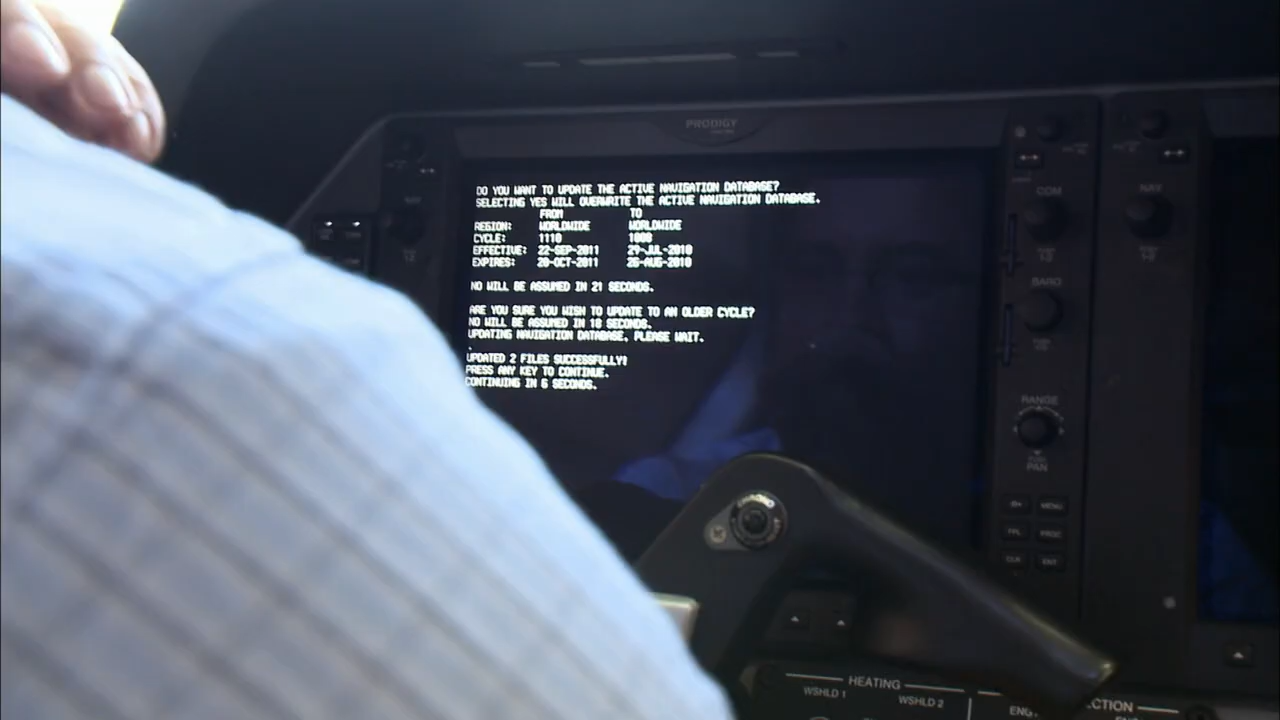 PRODIGY
DO YOU WANT TO UPDATE THE ACTIVE NAVIGATION DATABASE?
SELECTING YES WILL OVERWRITE THE ACTIVE NAVIGATION DATABASE.
FROM TO
REGION: WORLDWIDE WORLDWIDE
CYCLE: 1110 1008
EFFECTIVE: 22-SEP-2011 29-JUL-2010
EXPIRES: 20-OCT-2011 26-AUG-2010
NO WILL BE ASSUMED IN 21 SECONDS.
ARE YOU SURE YOU WISH TO UPDATE TO AN OLDER CYCLE?
NO WILL BE ASSUMED IN 18 SECONDS.
UPDATING NAVIGATION DATABASE, PLEASE WAIT.
.
UPDATED 2 FILES SUCCESSFULLY!
PRESS ANY KEY TO CONTINUE.
CONTINUING IN 6 SECONDS.
COM
NAV
BARO
RANGE
PAN
MENU
FPL PROC
CLR ENT
HEATING
WSHLD 1 WSHLD 2